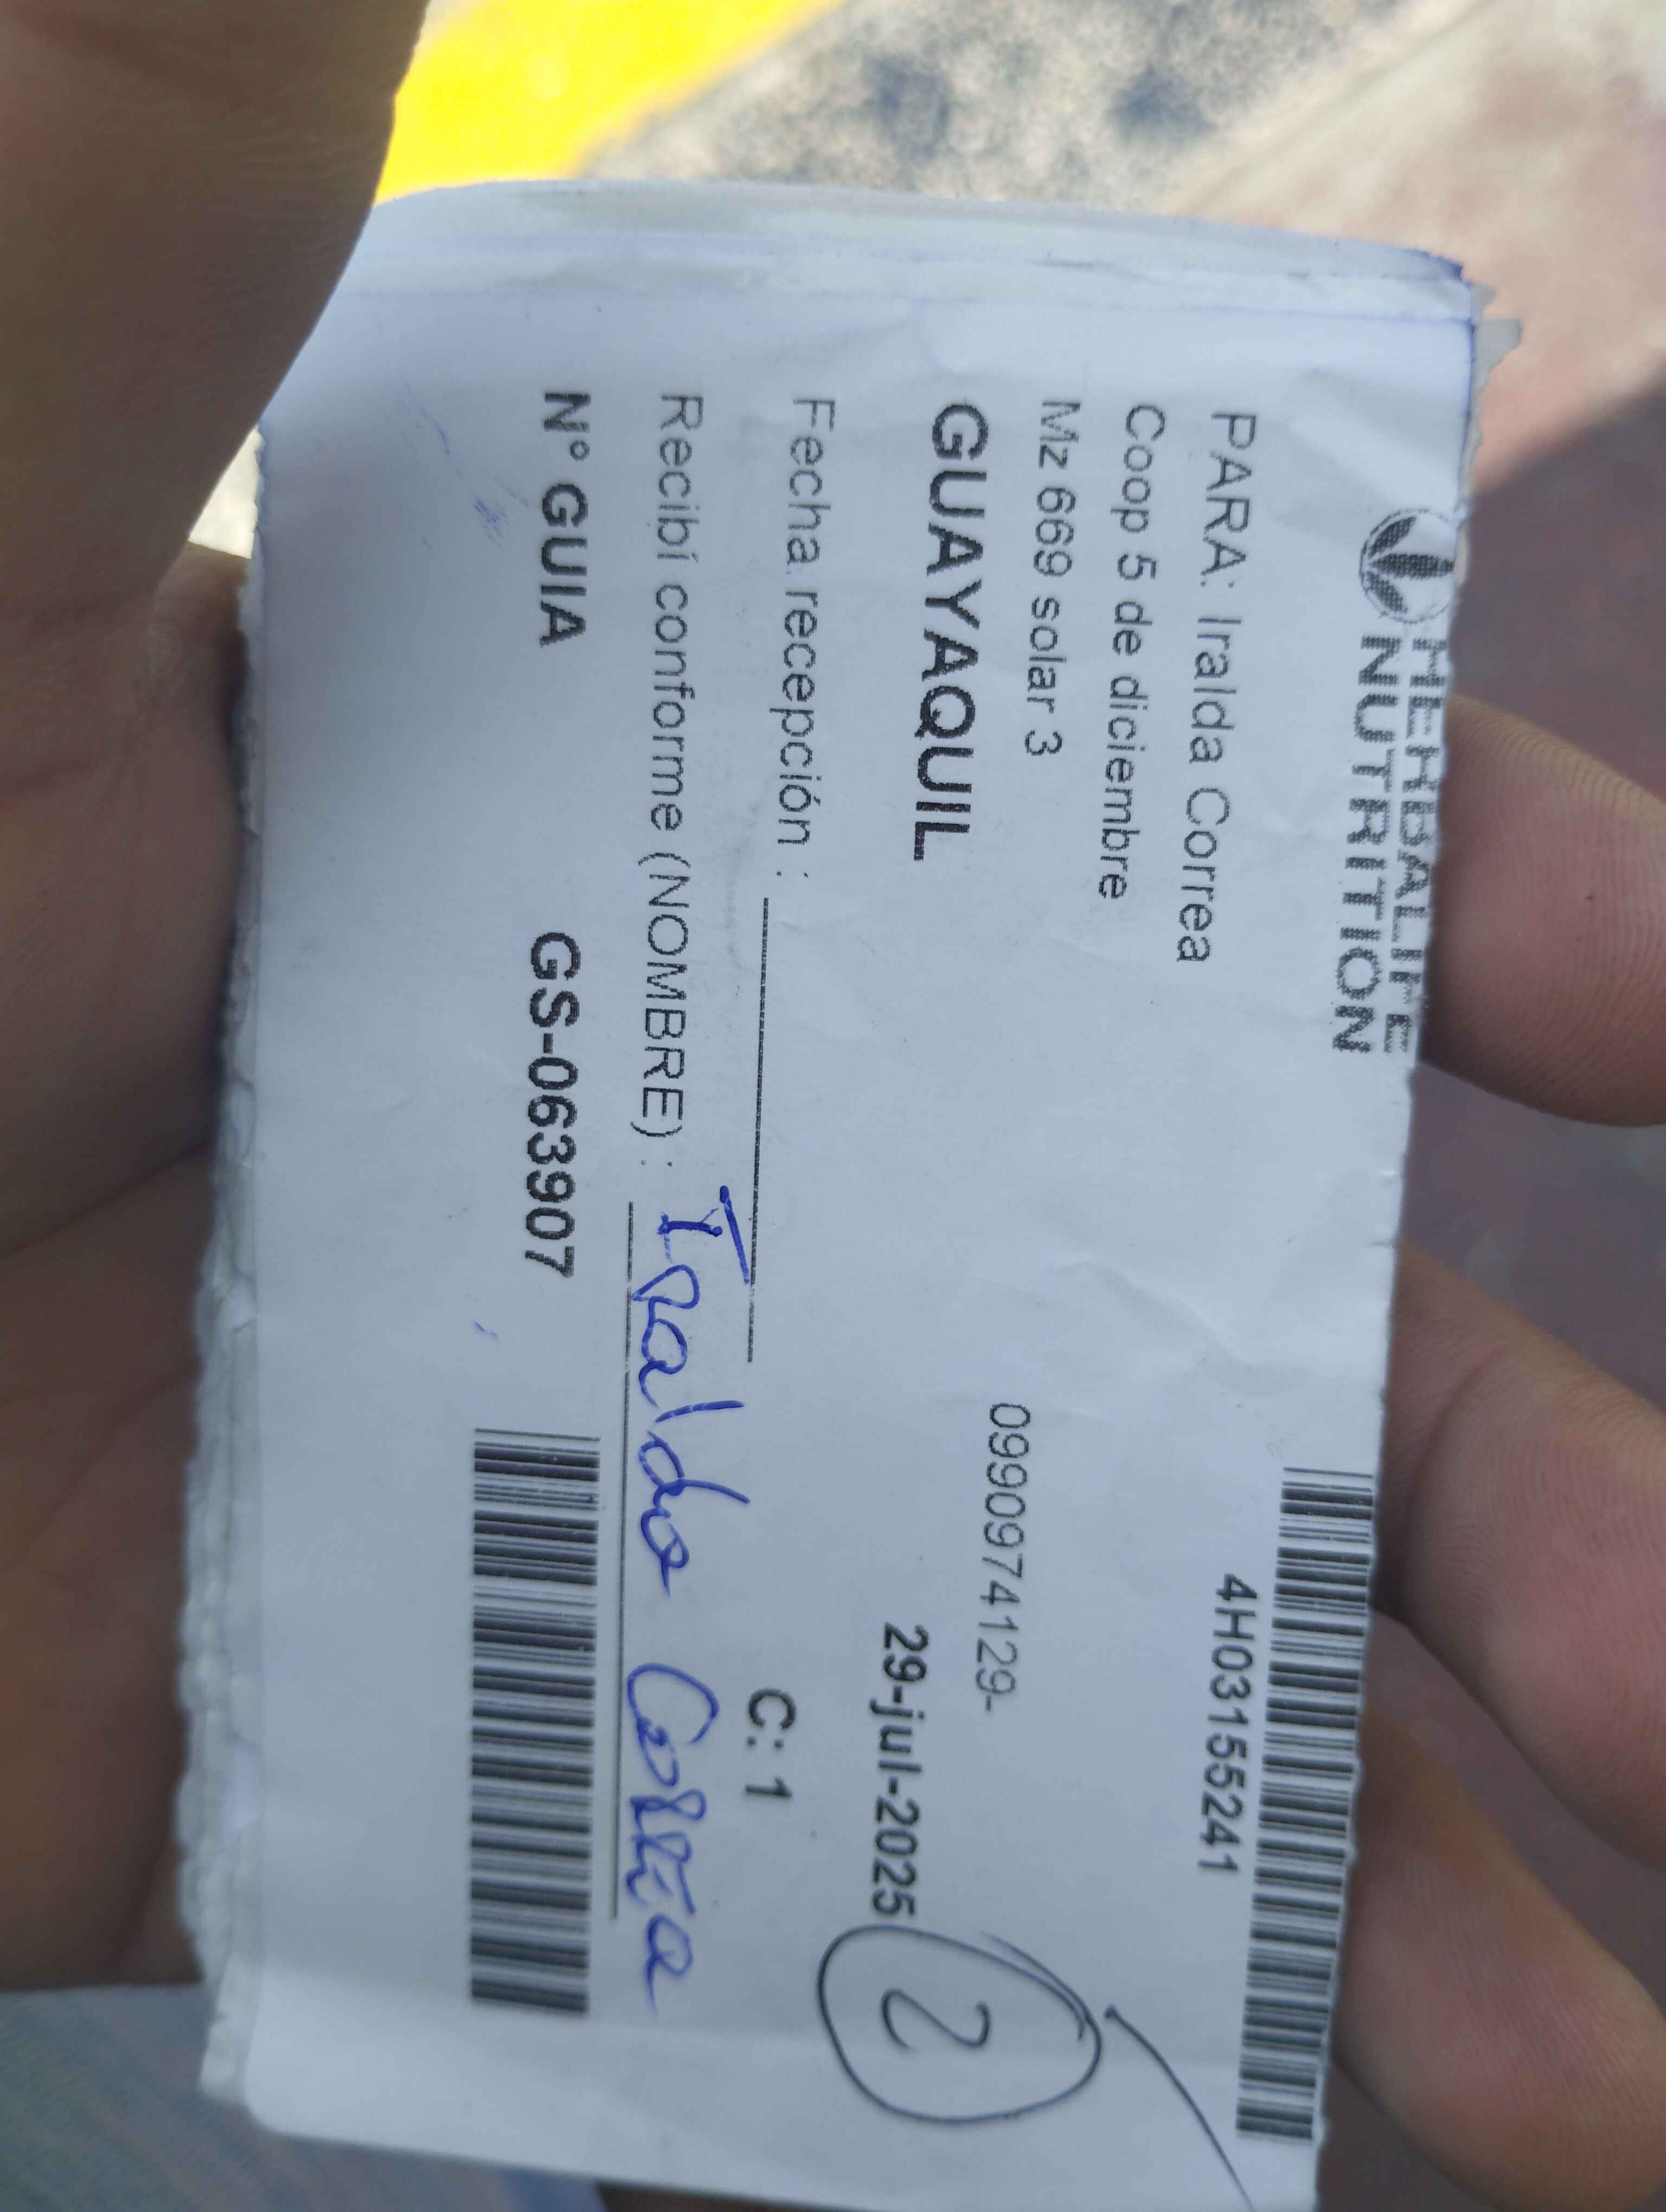 HERBALIFE
NUTRITION
4H03155241
PARA: Iralda Correa
Coop 5 de diciembre
Mz 669 solar 3
0990974129-
GUAYAQUIL
29-jul-2025
2
Fecha recepción :
C: 1
Recibí conforme (NOMBRE) : Iralda Correa
N° GUIA GS-063907